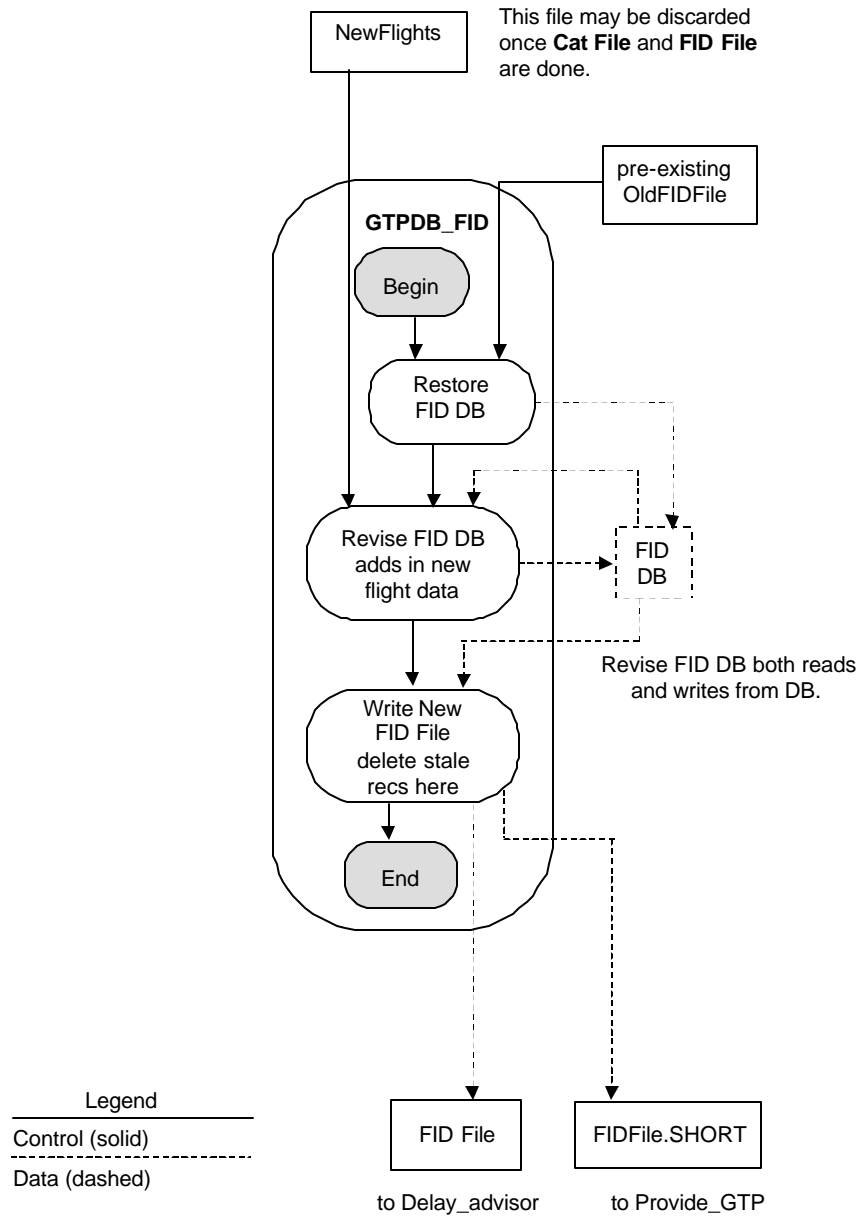 NewFlights
This file may be discarded
once Cat File and FID File
are done.
pre-existing
OldFIDFile
GTPDB_FID
Begin
Restore
FID DB
Revise FID DB
adds in new
flight data
FID
DB
Revise FID DB both reads
and writes from DB.
Write New
FID File
delete stale
recs here
End
Legend
Control (solid)
Data (dashed)
FID File
FIDFile.SHORT
to Delay_advisor
to Provide_GTP